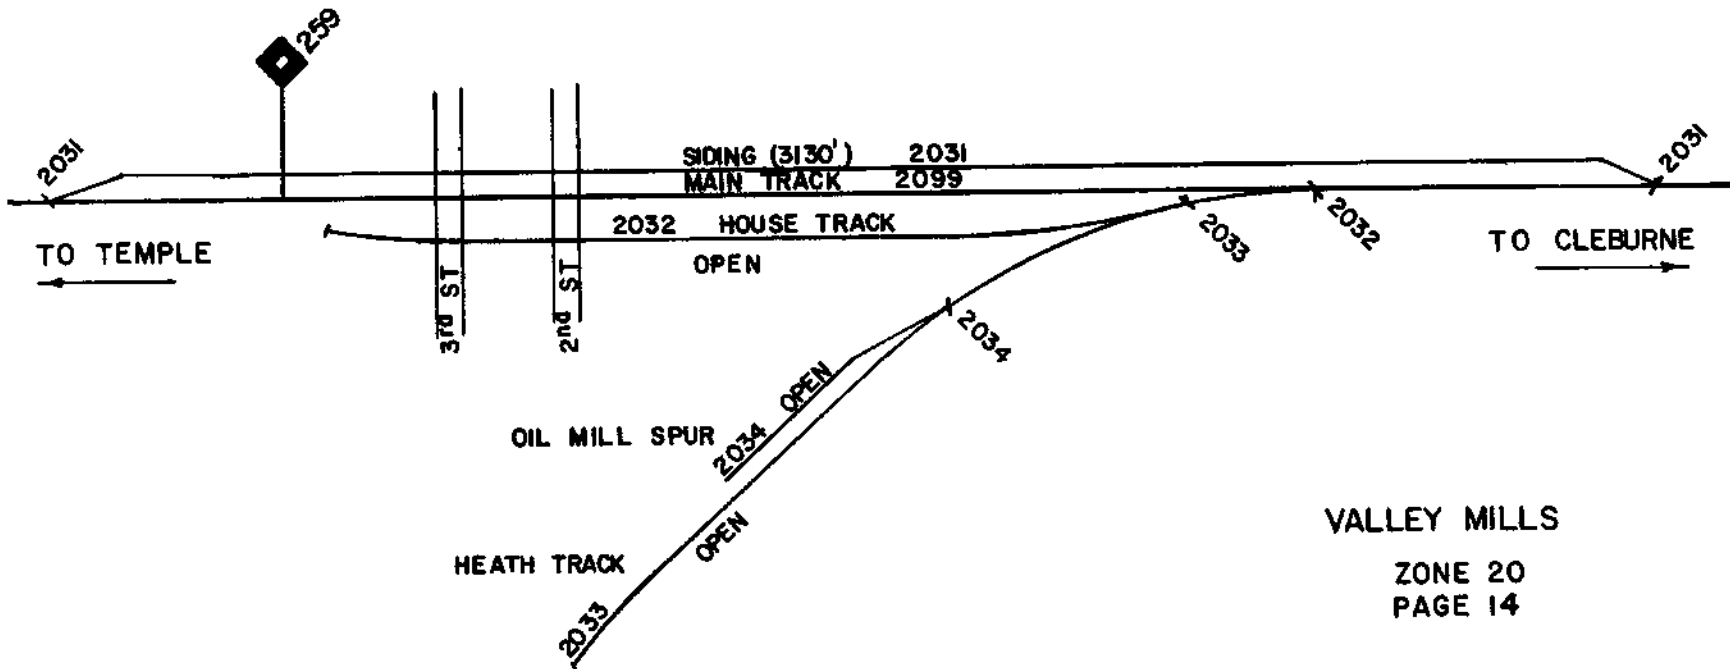 259
2031
SIDING (3130') 2031
2031
MAIN TRACK 2099
2032 HOUSE TRACK
2033
2032
TO TEMPLE
OPEN
TO CLEBURNE
3rd ST
2nd ST
2034
OPEN
OIL MILL SPUR
2034
OPEN
HEATH TRACK
2033
VALLEY MILLS
ZONE 20
PAGE 14